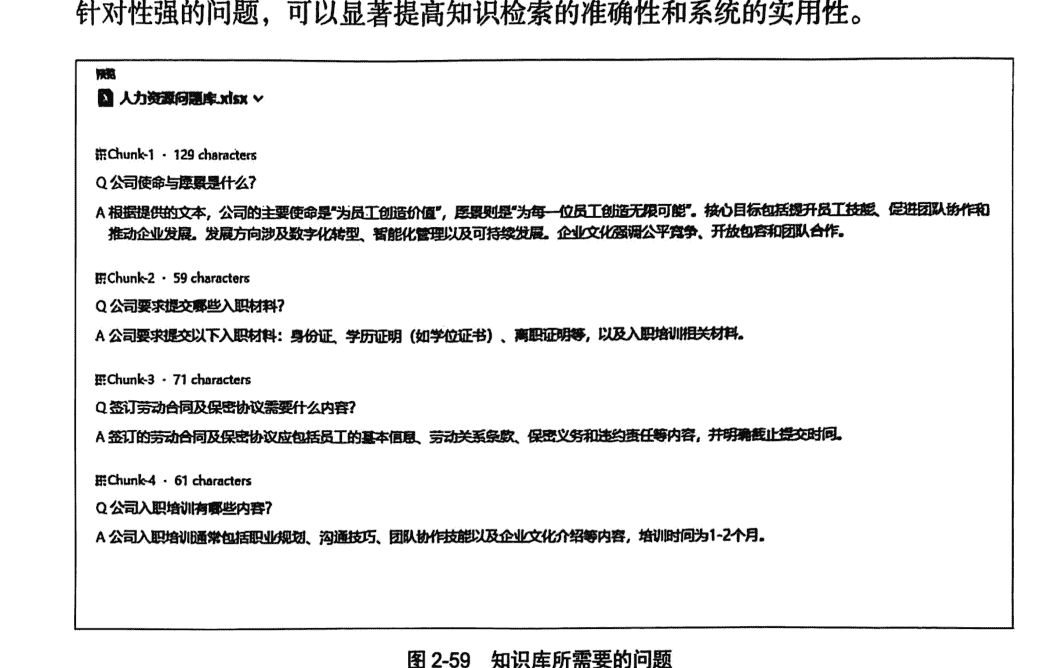 针对性强的问题，可以显著提高知识检索的准确性和系统的实用性。
预览
人力资源问题库.xlsx
Chunk-1 · 129 characters
Q 公司使命与愿景是什么？
A 根据提供的文本，公司的主要使命是“为员工创造价值”，愿景则是“为每一位员工创造无限可能”。核心目标包括提升员工技能、促进团队协作和
推动企业发展。发展方向涉及数字化转型、智能化管理以及可持续发展。企业文化强调公平竞争、开放包容和团队合作。
Chunk-2 · 59 characters
Q 公司要求提交哪些入职材料？
A 公司要求提交以下入职材料：身份证、学历证明（如学位证书）、离职证明等，以及入职培训相关材料。
Chunk-3 · 71 characters
Q 签订劳动合同及保密协议需要什么内容？
A 签订的劳动合同及保密协议应包括员工的基本信息、劳动关系条款、保密义务和违约责任等内容，并明确截止提交时间。
Chunk-4 · 61 characters
Q 公司入职培训有哪些内容？
A 公司入职培训通常包括职业规划、沟通技巧、团队协作技能以及企业文化介绍等内容，培训时间为1-2个月。
图 2-59 知识库所需要的问题